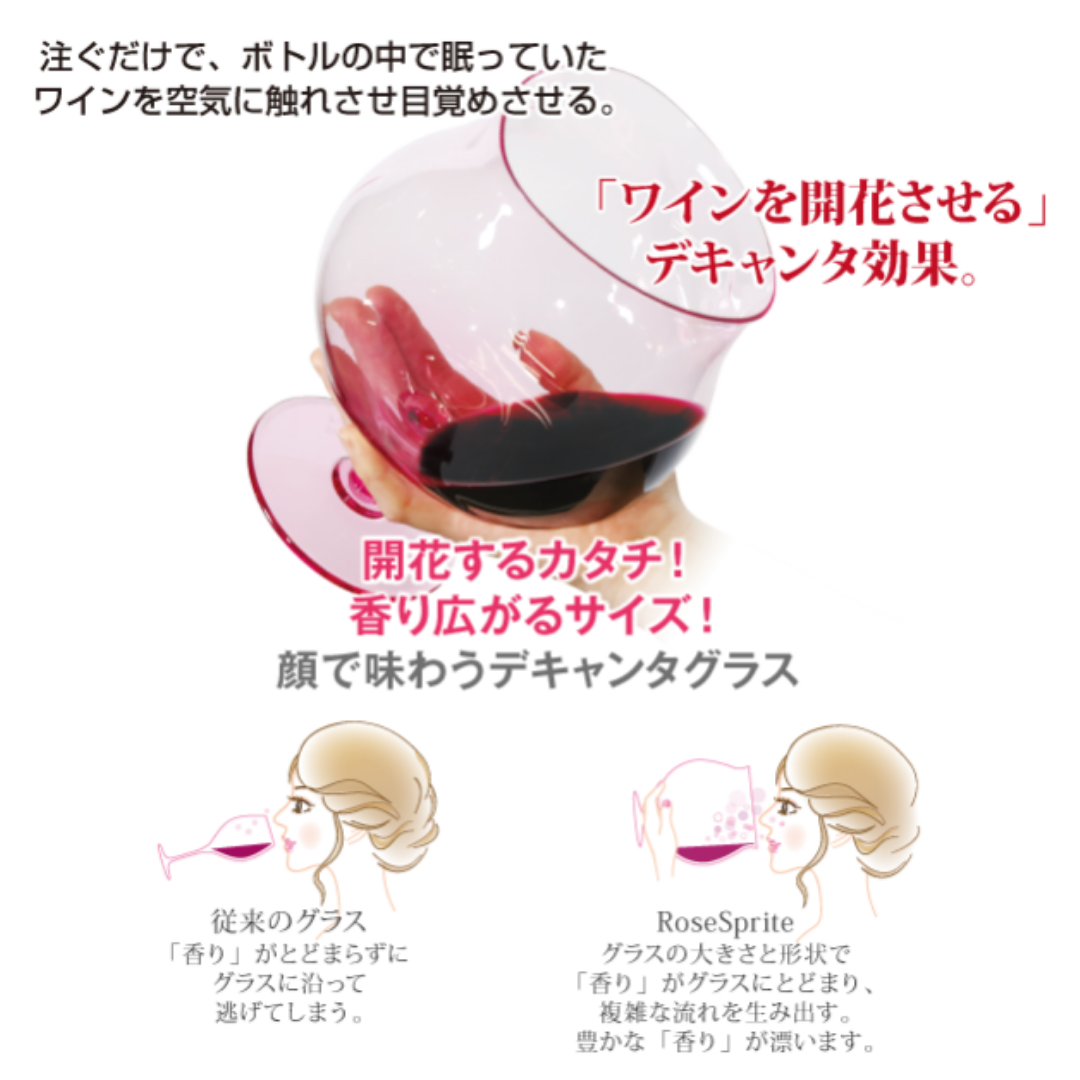 注ぐだけで、ボトルの中で眠っていた
ワインを空気に触れさせ目覚めさせる。
「ワインを開花させる」
デキャンタ効果。
開花するカタチ！
香り広がるサイズ！
顔で味わうデキャンタグラス
従来のグラス
「香り」がとどまらずに
グラスに沿って
逃げてしまう。
RoseSprite
グラスの大きさと形状で
「香り」がグラスにとどまり、
複雑な流れを生み出す。
豊かな「香り」が漂います。